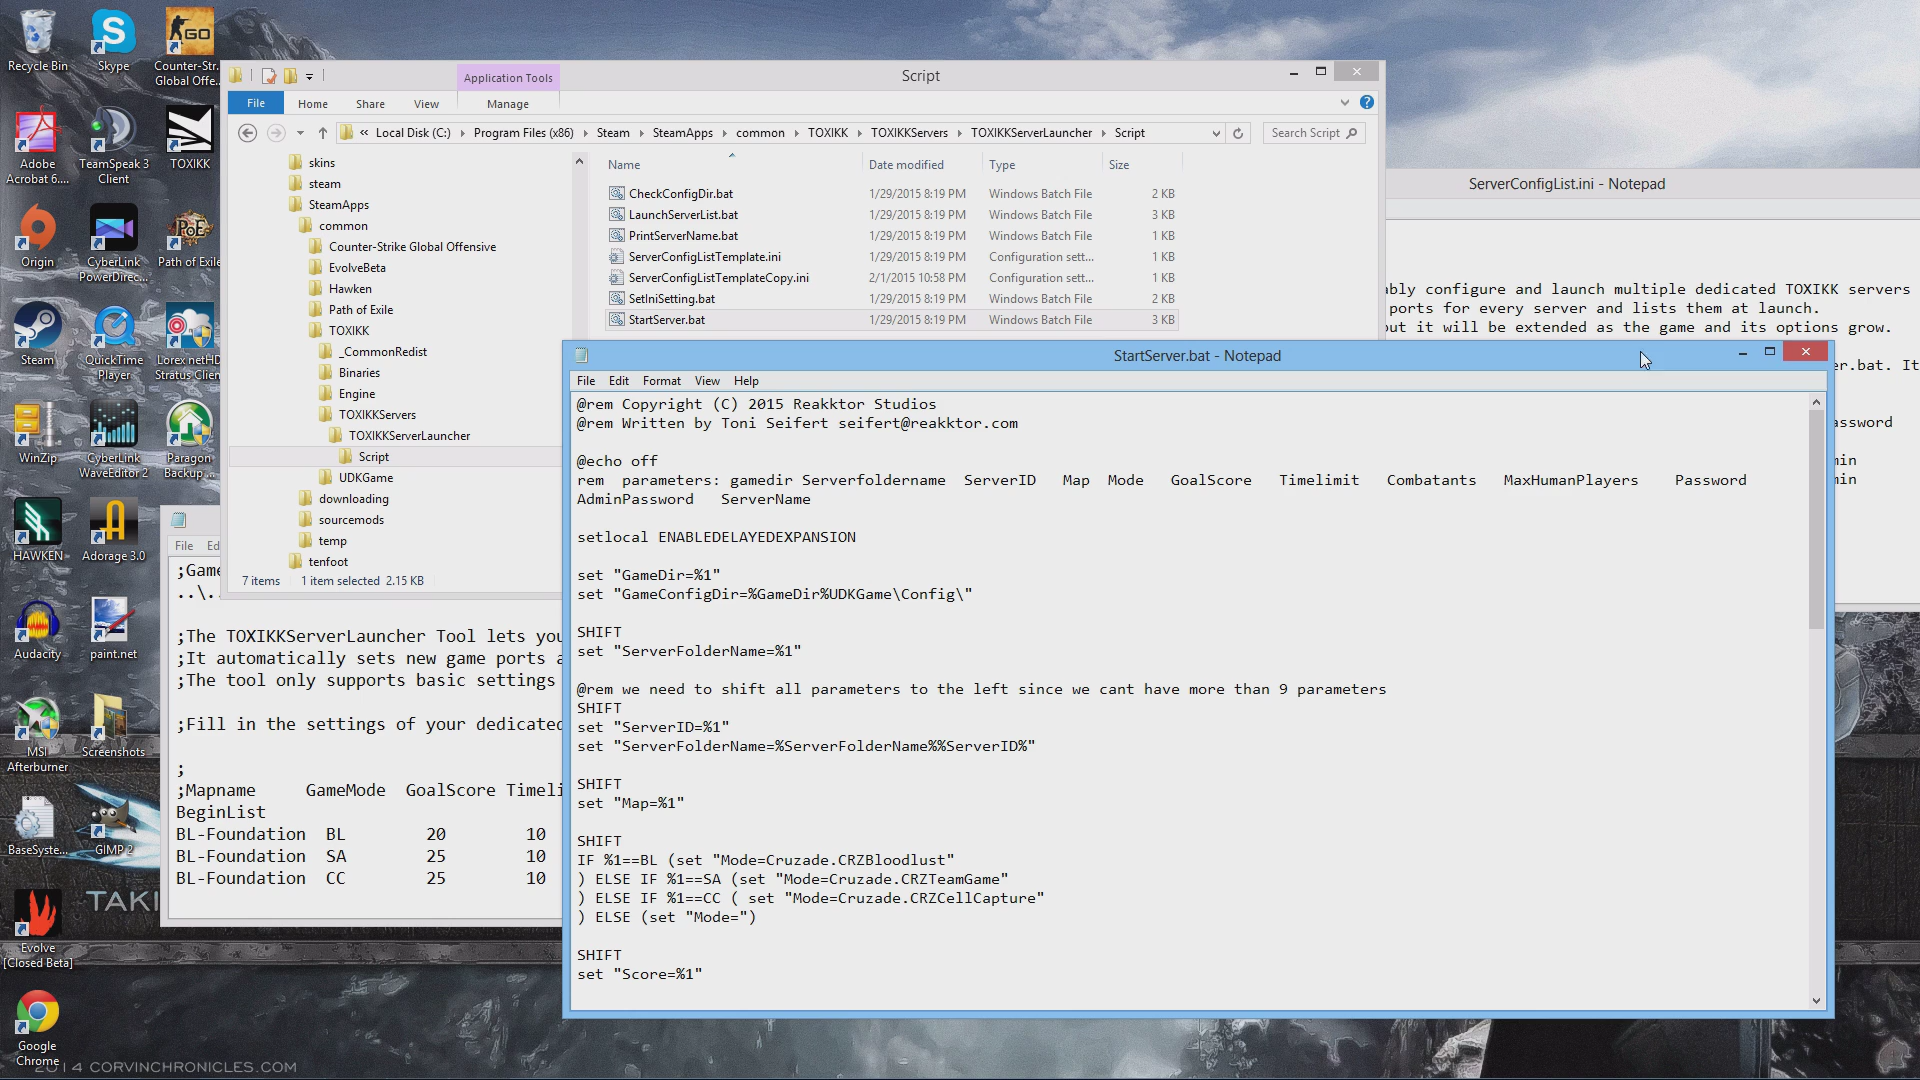 Recycle Bin
Skype
Counter-Str...
Global Offe...
Adobe
Acrobat 6....
TeamSpeak 3
Client
TOXIKK
Origin
CyberLink
PowerDirec...
Path of Exile
Steam
QuickTime
Player
Lorex netHD
Stratus Clien
WinZip
CyberLink
WaveEditor 2
Paragon
Backup ...
HAWKEN
Adorage 3.0
Audacity
paint.net
MSI
Afterburner
Screenshots
BaseSyste...
GIMP 2
Evolve
[Closed Beta]
Google
Chrome
TAKI
2014 CORVINCHRONICLES.COM
Application Tools
Script
File
Home
Share
View
Manage
« Local Disk (C:)
Program Files (x86)
Steam
SteamApps
common
TOXIKK
TOXIKKServers
TOXIKKServerLauncher
Script
Search Script
skins
steam
SteamApps
common
Counter-Strike Global Offensive
EvolveBeta
Hawken
Path of Exile
TOXIKK
_CommonRedist
Binaries
Engine
TOXIKKServers
TOXIKKServerLauncher
Script
UDKGame
downloading
sourcemods
temp
tenfoot
Name Date modified Type Size
CheckConfigDir.bat 1/29/2015 8:19 PM Windows Batch File 2 KB
LaunchServerList.bat 1/29/2015 8:19 PM Windows Batch File 3 KB
PrintServerName.bat 1/29/2015 8:19 PM Windows Batch File 1 KB
ServerConfigListTemplate.ini 1/29/2015 8:19 PM Configuration sett... 1 KB
ServerConfigListTemplateCopy.ini 2/1/2015 10:58 PM Configuration sett... 1 KB
SetIniSetting.bat 1/29/2015 8:19 PM Windows Batch File 2 KB
StartServer.bat 1/29/2015 8:19 PM Windows Batch File 3 KB
7 items 1 item selected 2.15 KB
ServerConfigList.ini - Notepad
bly configure and launch multiple dedicated TOXIKK servers
ports for every server and lists them at launch.
ut it will be extended as the game and its options grow.
er.bat. It
assword
min
min
File Ed
;Game
..\.
;The TOXIKKServerLauncher Tool lets you
;It automatically sets new game ports a
;The tool only supports basic settings
;Fill in the settings of your dedicated
;
;Mapname GameMode GoalScore Timeli
BeginList
BL-Foundation BL 20 10
BL-Foundation SA 25 10
BL-Foundation CC 25 10
StartServer.bat - Notepad
File Edit Format View Help
@rem Copyright (C) 2015 Reakktor Studios
@rem Written by Toni Seifert seifert@reakktor.com
@echo off
rem parameters: gamedir Serverfoldername ServerID Map Mode GoalScore Timelimit Combatants MaxHumanPlayers Password
AdminPassword ServerName
setlocal ENABLEDELAYEDEXPANSION
set "GameDir=%1"
set "GameConfigDir=%GameDir%UDKGame\Config\"
SHIFT
set "ServerFolderName=%1"
@rem we need to shift all parameters to the left since we cant have more than 9 parameters
SHIFT
set "ServerID=%1"
set "ServerFolderName=%ServerFolderName%%ServerID%"
SHIFT
set "Map=%1"
SHIFT
IF %1==BL (set "Mode=Cruzade.CRZBloodlust"
) ELSE IF %1==SA (set "Mode=Cruzade.CRZTeamGame"
) ELSE IF %1==CC ( set "Mode=Cruzade.CRZCellCapture"
) ELSE (set "Mode=")
SHIFT
set "Score=%1"